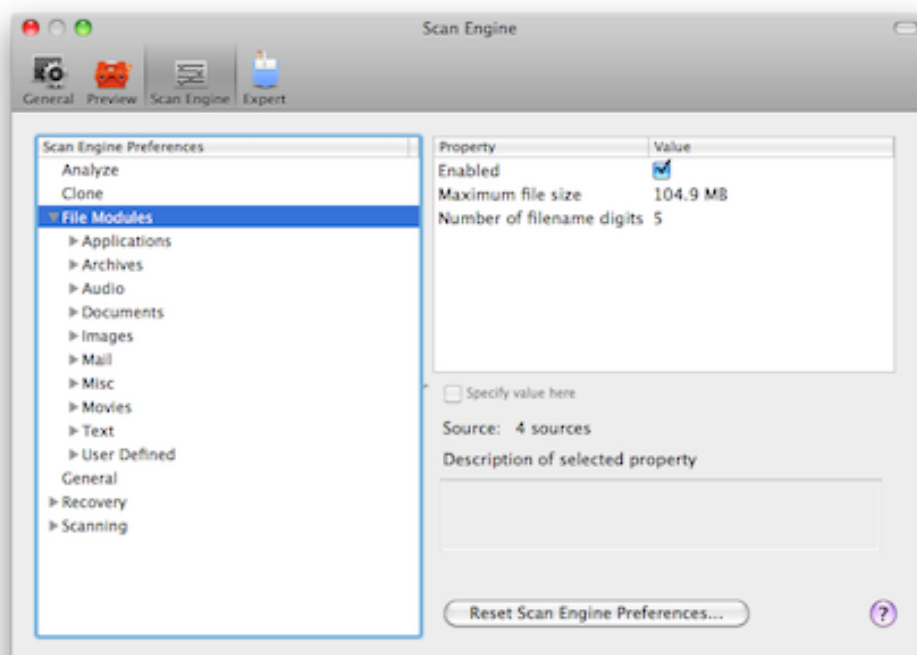 Scan Engine
General Preview Scan Engine Expert
Scan Engine Preferences
Analyze
Clone
File Modules
Applications
Archives
Audio
Documents
Images
Mail
Misc
Movies
Text
User Defined
General
Recovery
Scanning
Property Value
Enabled
Maximum file size 104.9 MB
Number of filename digits 5
Specify value here
Source: 4 sources
Description of selected property
Reset Scan Engine Preferences...
?